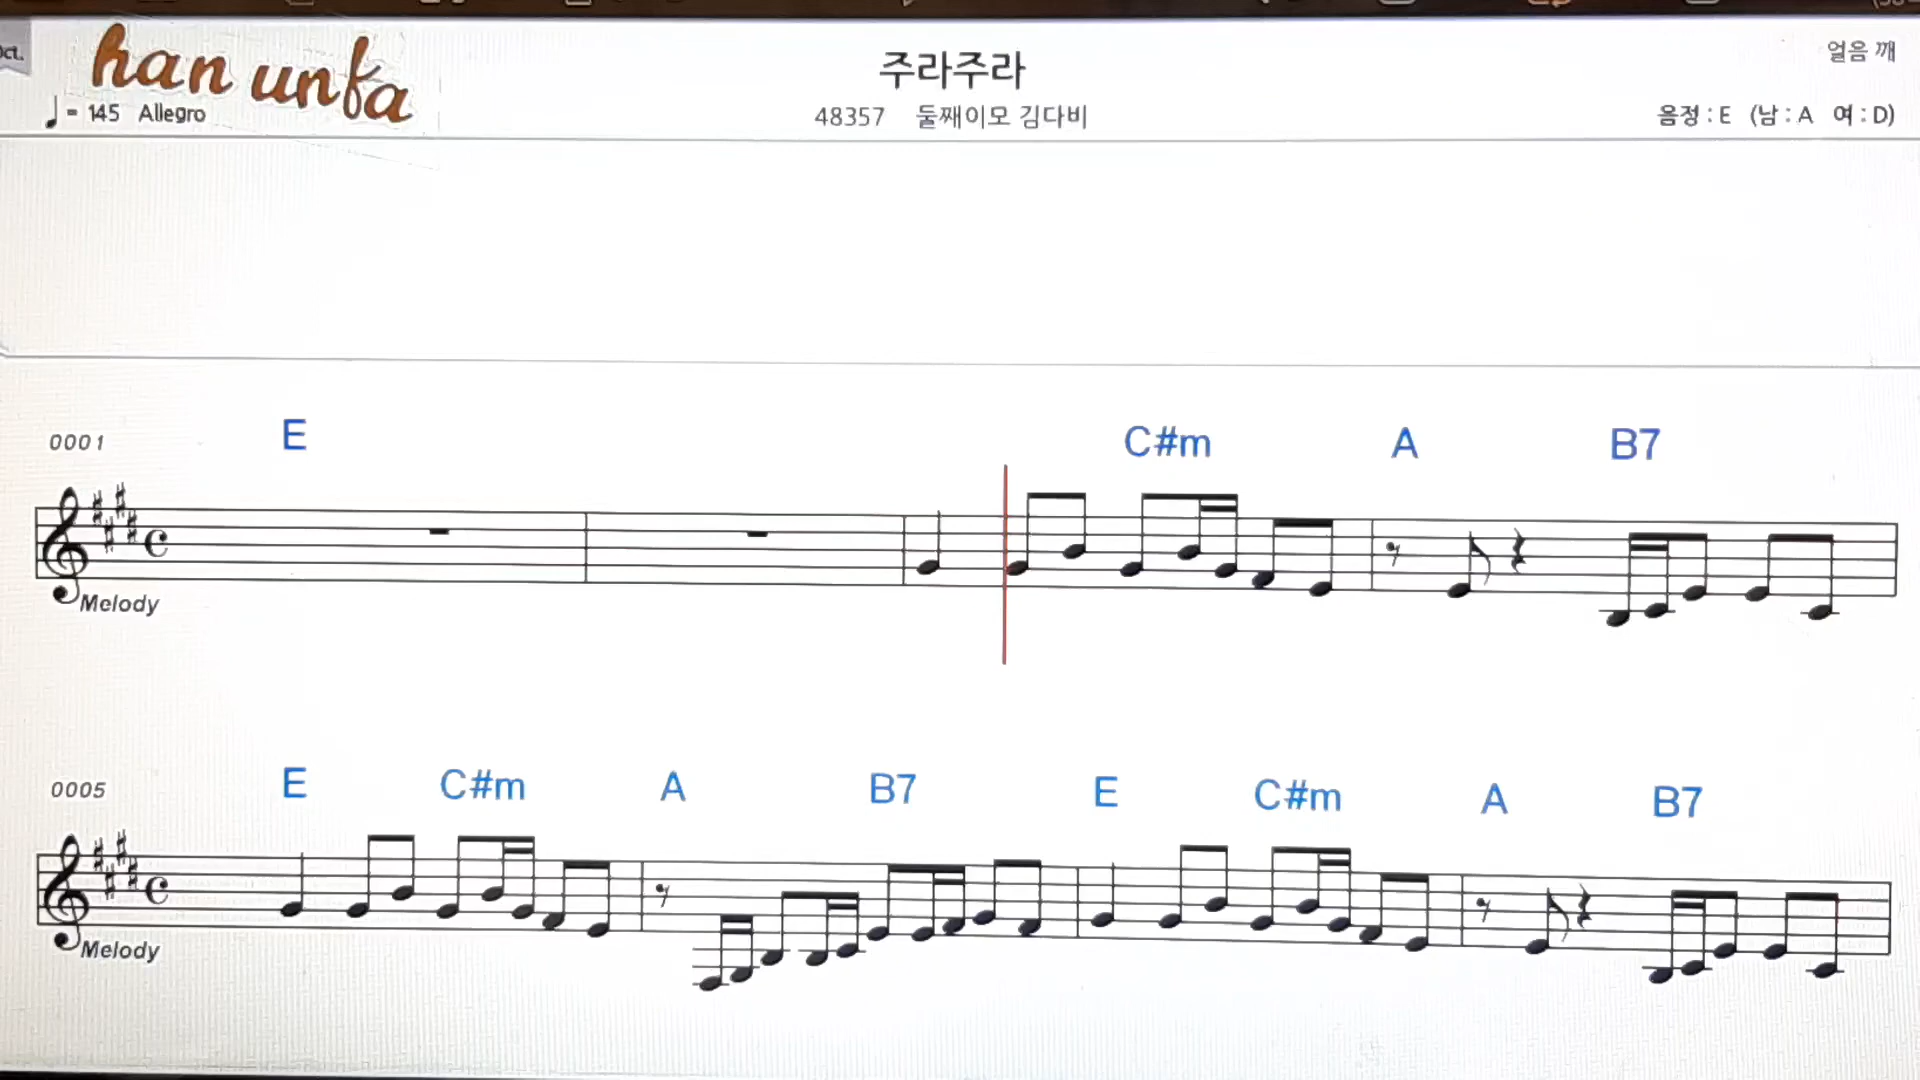 han unfa
♩ = 145 Allegro
주라주라
48357 둘째이모 김다비
얼음 깨
음정 : E (남 : A 여 : D)
0001
E C#m A B7
Melody
0005
E C#m A B7 E C#m A B7
Melody